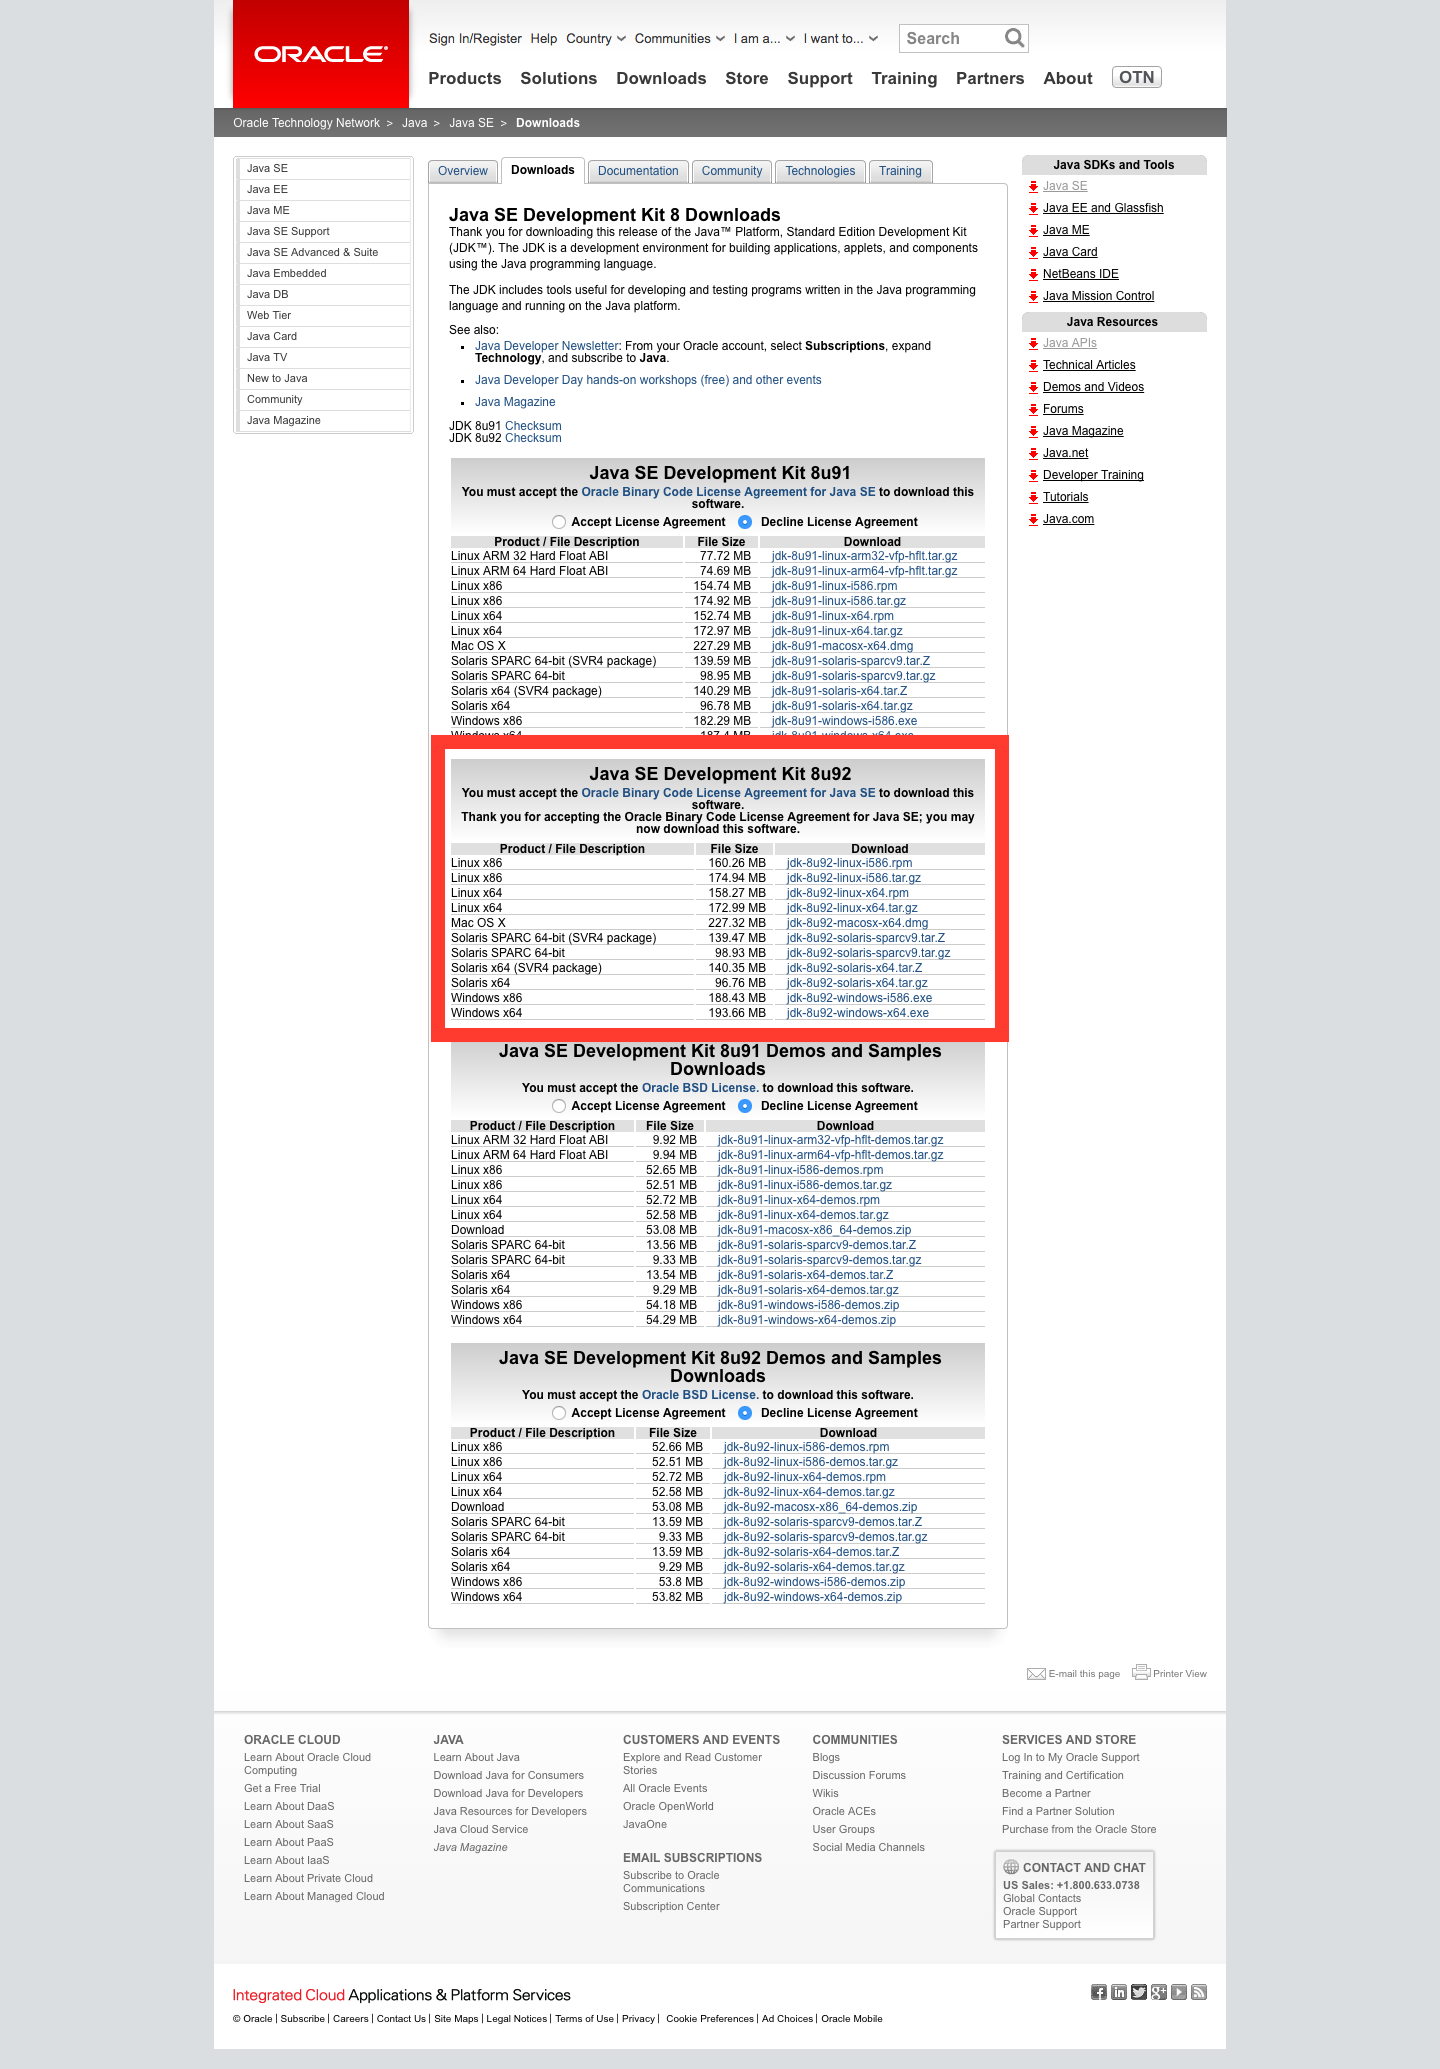 ORACLE
Sign In/Register Help Country Communities I am a... I want to... Search
Products Solutions Downloads Store Support Training Partners About OTN
Oracle Technology Network > Java > Java SE > Downloads
Java SE
Java EE
Java ME
Java SE Support
Java SE Advanced & Suite
Java Embedded
Java DB
Web Tier
Java Card
Java TV
New to Java
Community
Java Magazine
Overview Downloads Documentation Community Technologies Training
Java SE Development Kit 8 Downloads
Thank you for downloading this release of the Java™ Platform, Standard Edition Development Kit
(JDK™). The JDK is a development environment for building applications, applets, and components
using the Java programming language.
The JDK includes tools useful for developing and testing programs written in the Java programming
language and running on the Java platform.
See also:
Java Developer Newsletter: From your Oracle account, select Subscriptions, expand
Technology, and subscribe to Java.
Java Developer Day hands-on workshops (free) and other events
Java Magazine
JDK 8u91 Checksum
JDK 8u92 Checksum
Java SE Development Kit 8u91
You must accept the Oracle Binary Code License Agreement for Java SE to download this
software.
Accept License Agreement Decline License Agreement
Product / File Description File Size Download
Linux ARM 32 Hard Float ABI 77.72 MB jdk-8u91-linux-arm32-vfp-hflt.tar.gz
Linux ARM 64 Hard Float ABI 74.69 MB jdk-8u91-linux-arm64-vfp-hflt.tar.gz
Linux x86 154.74 MB jdk-8u91-linux-i586.rpm
Linux x86 174.92 MB jdk-8u91-linux-i586.tar.gz
Linux x64 152.74 MB jdk-8u91-linux-x64.rpm
Linux x64 172.97 MB jdk-8u91-linux-x64.tar.gz
Mac OS X 227.29 MB jdk-8u91-macosx-x64.dmg
Solaris SPARC 64-bit (SVR4 package) 139.59 MB jdk-8u91-solaris-sparcv9.tar.Z
Solaris SPARC 64-bit 98.95 MB jdk-8u91-solaris-sparcv9.tar.gz
Solaris x64 (SVR4 package) 140.29 MB jdk-8u91-solaris-x64.tar.Z
Solaris x64 96.78 MB jdk-8u91-solaris-x64.tar.gz
Windows x86 182.29 MB jdk-8u91-windows-i586.exe
Windows x64 187.4 MB jdk-8u91-windows-x64.exe
Java SE Development Kit 8u92
You must accept the Oracle Binary Code License Agreement for Java SE to download this
software.
Thank you for accepting the Oracle Binary Code License Agreement for Java SE; you may
now download this software.
Product / File Description File Size Download
Linux x86 160.26 MB jdk-8u92-linux-i586.rpm
Linux x86 174.94 MB jdk-8u92-linux-i586.tar.gz
Linux x64 158.27 MB jdk-8u92-linux-x64.rpm
Linux x64 172.99 MB jdk-8u92-linux-x64.tar.gz
Mac OS X 227.32 MB jdk-8u92-macosx-x64.dmg
Solaris SPARC 64-bit (SVR4 package) 139.47 MB jdk-8u92-solaris-sparcv9.tar.Z
Solaris SPARC 64-bit 98.93 MB jdk-8u92-solaris-sparcv9.tar.gz
Solaris x64 (SVR4 package) 140.35 MB jdk-8u92-solaris-x64.tar.Z
Solaris x64 96.76 MB jdk-8u92-solaris-x64.tar.gz
Windows x86 188.43 MB jdk-8u92-windows-i586.exe
Windows x64 193.66 MB jdk-8u92-windows-x64.exe
Java SE Development Kit 8u91 Demos and Samples
Downloads
You must accept the Oracle BSD License. to download this software.
Accept License Agreement Decline License Agreement
Product / File Description File Size Download
Linux ARM 32 Hard Float ABI 9.92 MB jdk-8u91-linux-arm32-vfp-hflt-demos.tar.gz
Linux ARM 64 Hard Float ABI 9.94 MB jdk-8u91-linux-arm64-vfp-hflt-demos.tar.gz
Linux x86 52.65 MB jdk-8u91-linux-i586-demos.rpm
Linux x86 52.51 MB jdk-8u91-linux-i586-demos.tar.gz
Linux x64 52.72 MB jdk-8u91-linux-x64-demos.rpm
Linux x64 52.58 MB jdk-8u91-linux-x64-demos.tar.gz
Download 53.08 MB jdk-8u91-macosx-x86_64-demos.zip
Solaris SPARC 64-bit 13.56 MB jdk-8u91-solaris-sparcv9-demos.tar.Z
Solaris SPARC 64-bit 9.33 MB jdk-8u91-solaris-sparcv9-demos.tar.gz
Solaris x64 13.54 MB jdk-8u91-solaris-x64-demos.tar.Z
Solaris x64 9.29 MB jdk-8u91-solaris-x64-demos.tar.gz
Windows x86 54.18 MB jdk-8u91-windows-i586-demos.zip
Windows x64 54.29 MB jdk-8u91-windows-x64-demos.zip
Java SE Development Kit 8u92 Demos and Samples
Downloads
You must accept the Oracle BSD License. to download this software.
Accept License Agreement Decline License Agreement
Product / File Description File Size Download
Linux x86 52.66 MB jdk-8u92-linux-i586-demos.rpm
Linux x86 52.51 MB jdk-8u92-linux-i586-demos.tar.gz
Linux x64 52.72 MB jdk-8u92-linux-x64-demos.rpm
Linux x64 52.58 MB jdk-8u92-linux-x64-demos.tar.gz
Download 53.08 MB jdk-8u92-macosx-x86_64-demos.zip
Solaris SPARC 64-bit 13.59 MB jdk-8u92-solaris-sparcv9-demos.tar.Z
Solaris SPARC 64-bit 9.33 MB jdk-8u92-solaris-sparcv9-demos.tar.gz
Solaris x64 13.59 MB jdk-8u92-solaris-x64-demos.tar.Z
Solaris x64 9.29 MB jdk-8u92-solaris-x64-demos.tar.gz
Windows x86 53.8 MB jdk-8u92-windows-i586-demos.zip
Windows x64 53.82 MB jdk-8u92-windows-x64-demos.zip
Java SDKs and Tools
Java SE
Java EE and Glassfish
Java ME
Java Card
NetBeans IDE
Java Mission Control
Java Resources
Java APIs
Technical Articles
Demos and Videos
Forums
Java Magazine
Java.net
Developer Training
Tutorials
Java.com
E-mail this page Printer View
ORACLE CLOUD
Learn About Oracle Cloud
Computing
Get a Free Trial
Learn About DaaS
Learn About SaaS
Learn About PaaS
Learn About IaaS
Learn About Private Cloud
Learn About Managed Cloud
JAVA
Learn About Java
Download Java for Consumers
Download Java for Developers
Java Resources for Developers
Java Cloud Service
Java Magazine
CUSTOMERS AND EVENTS
Explore and Read Customer
Stories
All Oracle Events
Oracle OpenWorld
JavaOne
EMAIL SUBSCRIPTIONS
Subscribe to Oracle
Communications
Subscription Center
COMMUNITIES
Blogs
Discussion Forums
Wikis
Oracle ACEs
User Groups
Social Media Channels
SERVICES AND STORE
Log In to My Oracle Support
Training and Certification
Become a Partner
Find a Partner Solution
Purchase from the Oracle Store
CONTACT AND CHAT
US Sales: +1.800.633.0738
Global Contacts
Oracle Support
Partner Support
Integrated Cloud Applications & Platform Services
© Oracle | Subscribe | Careers | Contact Us | Site Maps | Legal Notices | Terms of Use | Privacy | Cookie Preferences | Ad Choices | Oracle Mobile